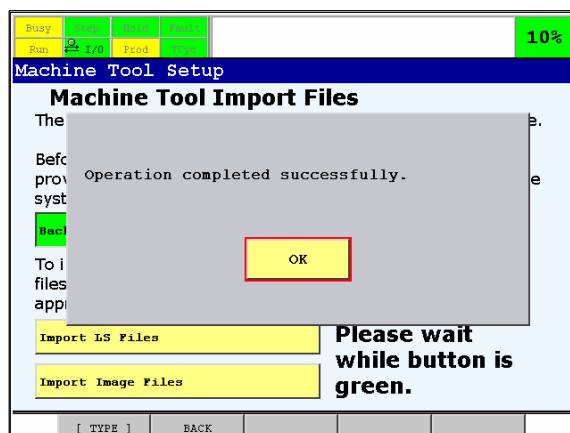 Busy Step Hold Fault
Run I/O Prod TCyc
10%
Machine Tool Setup
Machine Tool Import Files
The e.
Befo
prov e
syst
Operation completed successfully.
OK
Back
To i
files
appr
Import LS Files
Import Image Files
Please wait
while button is
green.
[ TYPE ] BACK